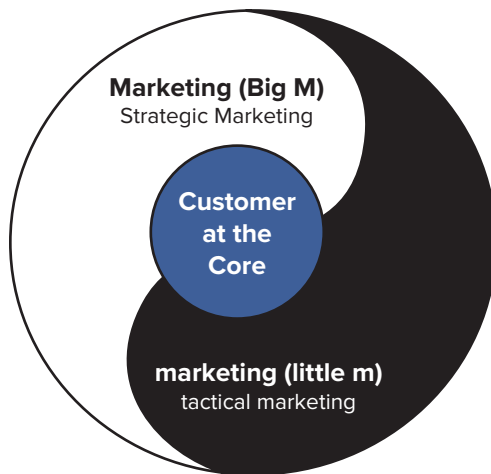 Marketing (Big M)
Strategic Marketing
Customer
at the
Core
marketing (little m)
tactical marketing